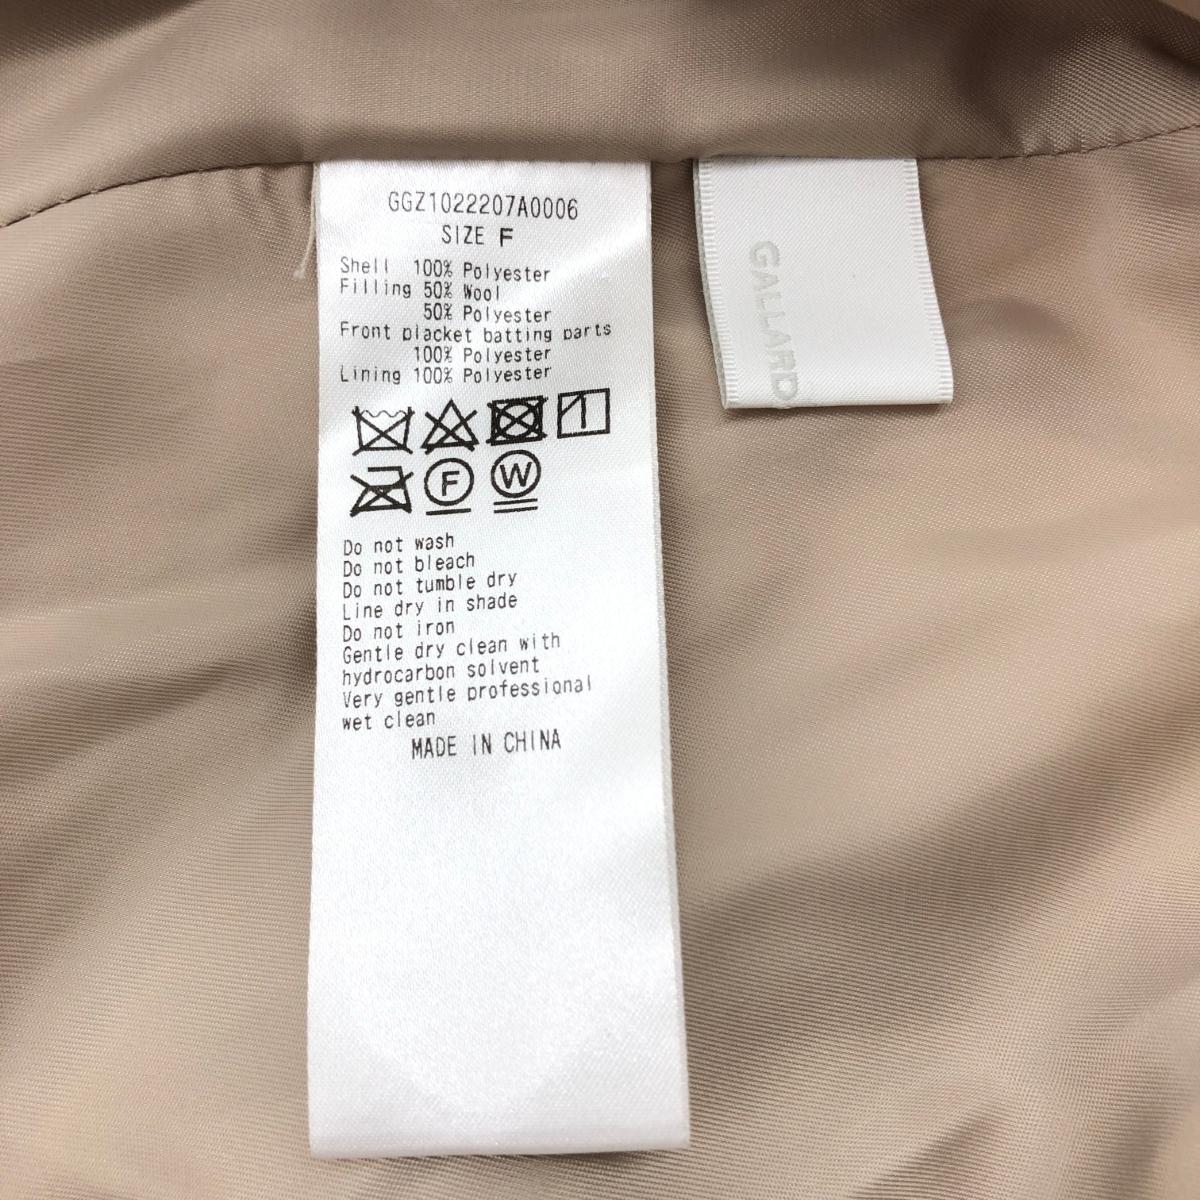 GGZ1022207A0006
SIZE F
Shell 100% Polyester
Filling 50% Wool
50% Polyester
Front placket batting parts
100% Polyester
Lining 100% Polyester
F
W
Do not wash
Do not bleach
Do not tumble dry
Line dry in shade
Do not iron
Gentle dry clean with
hydrocarbon solvent
Very gentle professional
wet clean
MADE IN CHINA
GALLARD